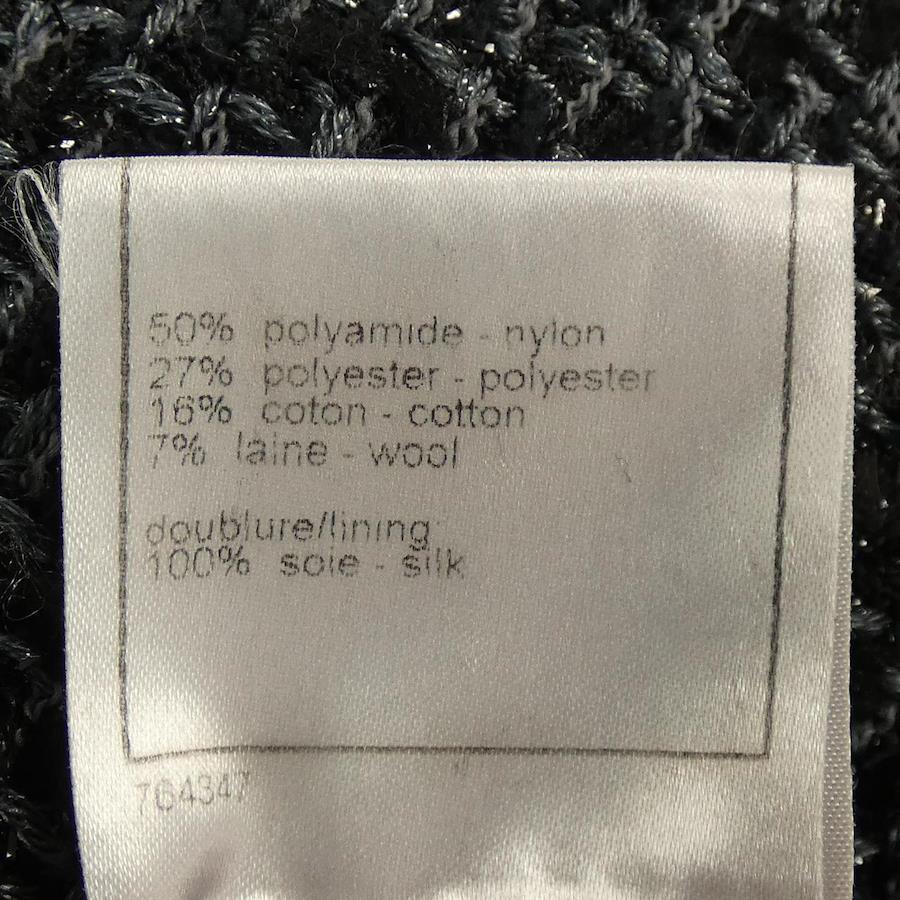 50% polyamide - nylon
27% polyester - polyester
16% coton - cotton
7% laine - wool
doublure/lining:
100% soie - silk
764347